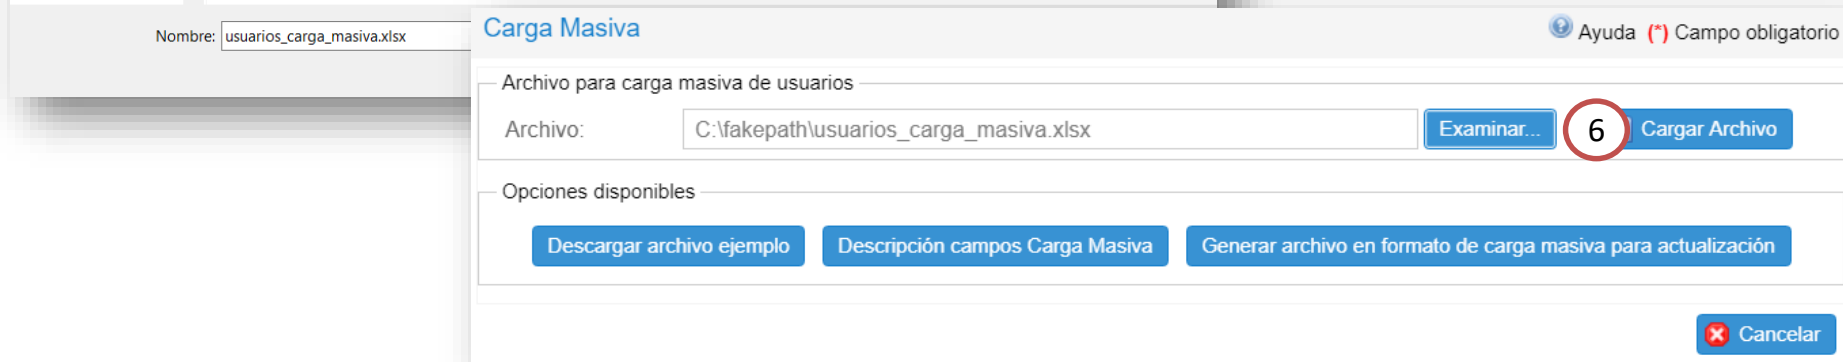 Nombre: usuarios_carga_masiva.xlsx
Carga Masiva
Ayuda (*) Campo obligatorio
Archivo para carga masiva de usuarios
Archivo: C:\fakepath\usuarios_carga_masiva.xlsx Examinar... 6 Cargar Archivo
Opciones disponibles
Descargar archivo ejemplo Descripción campos Carga Masiva Generar archivo en formato de carga masiva para actualización
Cancelar